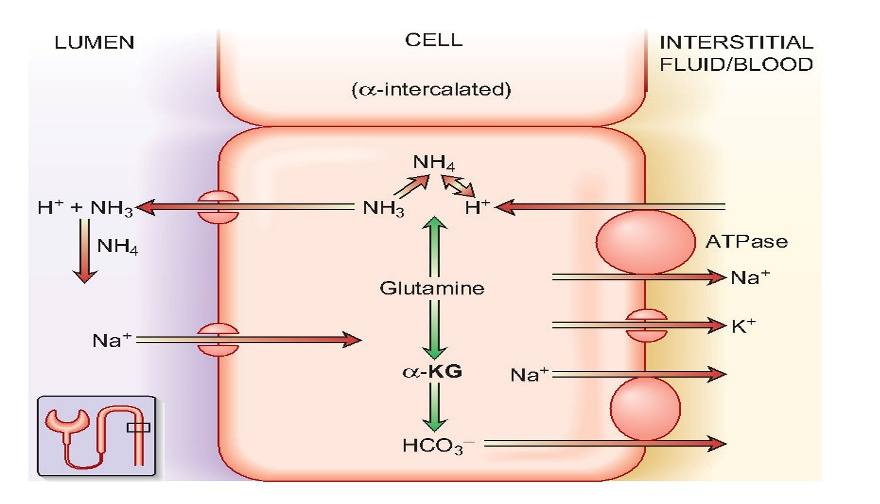 LUMEN
CELL
INTERSTITIAL
FLUID/BLOOD
(α-intercalated)
NH₄
H⁺ + NH₃
NH₃
H⁺
NH₄
ATPase
Na⁺
Glutamine
K⁺
Na⁺
α-KG
Na⁺
HCO₃⁻